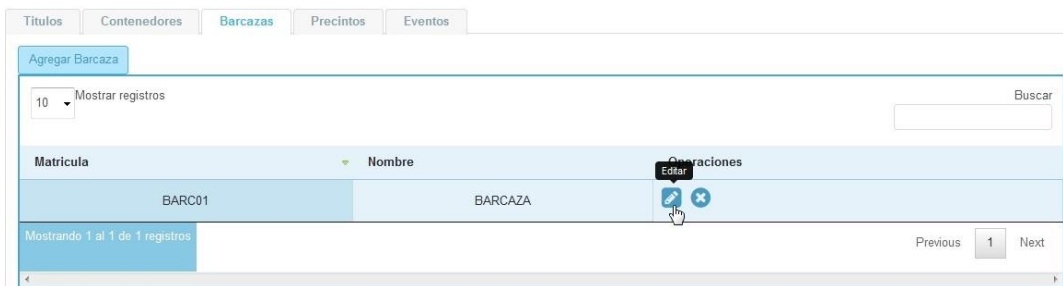 Titulos Contenedores Barcazas Precintos Eventos
Agregar Barcaza
10 Mostrar registros Buscar
Matricula Nombre Operaciones
Editar
BARC01 BARCAZA
Mostrando 1 al 1 de 1 registros Previous 1 Next